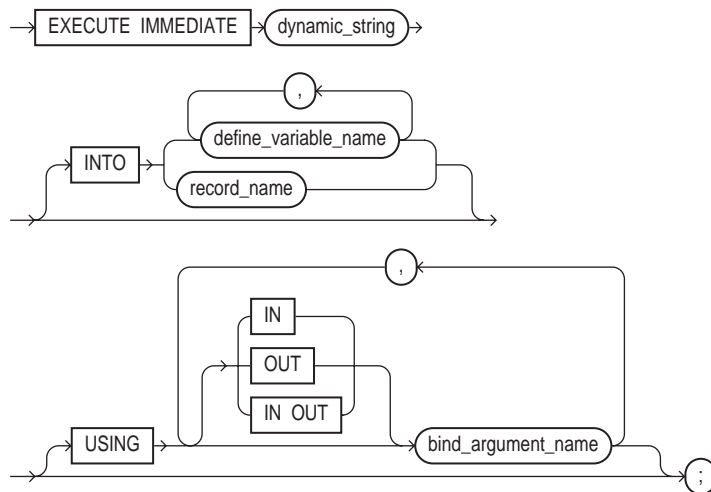 EXECUTE IMMEDIATE dynamic_string
,
define_variable_name
INTO
record_name
,
IN
OUT
IN OUT
USING bind_argument_name
;